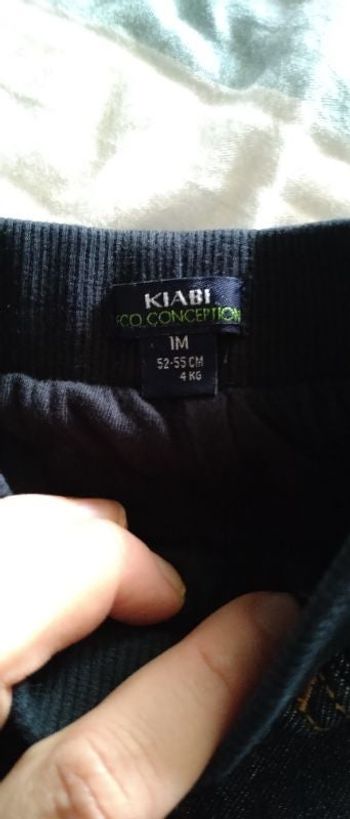 KIABI
ECO CONCEPTION
1M
52-55 CM
4 KG